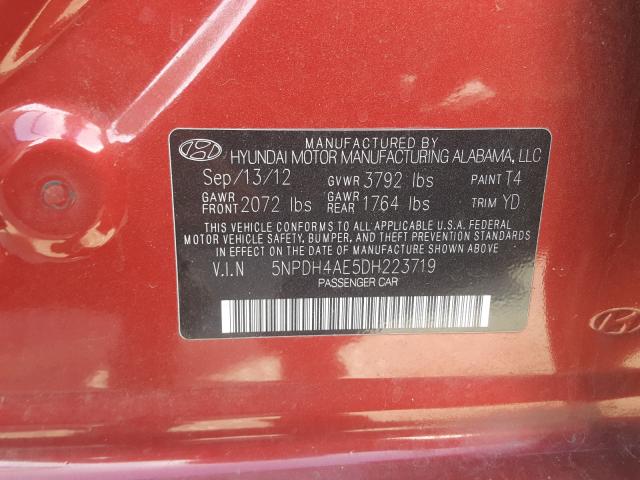 MANUFACTURED BY
HYUNDAI MOTOR MANUFACTURING ALABAMA, LLC
Sep/13/12 GVWR 3792 lbs PAINT T4
GAWR FRONT 2072 lbs GAWR REAR 1764 lbs TRIM YD
THIS VEHICLE CONFORMS TO ALL APPLICABLE U.S.A. FEDERAL
MOTOR VEHICLE SAFETY, BUMPER, AND THEFT PREVENTION STANDARDS
IN EFFECT ON THE DATE OF MANUFACTURE SHOWN ABOVE
V.I.N 5NPDH4AE5DH223719
PASSENGER CAR